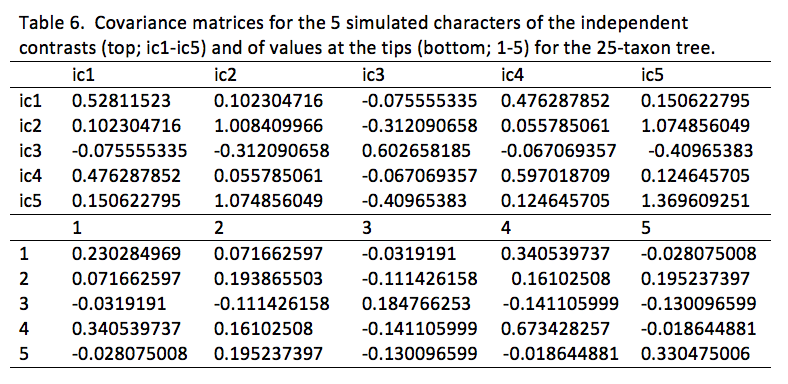 Table 6. Covariance matrices for the 5 simulated characters of the independent
contrasts (top; ic1-ic5) and of values at the tips (bottom; 1-5) for the 25-taxon tree.
ic1 ic2 ic3 ic4 ic5
ic1 0.52811523 0.102304716 -0.075555335 0.476287852 0.150622795
ic2 0.102304716 1.008409966 -0.312090658 0.055785061 1.074856049
ic3 -0.075555335 -0.312090658 0.602658185 -0.067069357 -0.40965383
ic4 0.476287852 0.055785061 -0.067069357 0.597018709 0.124645705
ic5 0.150622795 1.074856049 -0.40965383 0.124645705 1.369609251
1 2 3 4 5
1 0.230284969 0.071662597 -0.0319191 0.340539737 -0.028075008
2 0.071662597 0.193865503 -0.111426158 0.16102508 0.195237397
3 -0.0319191 -0.111426158 0.184766253 -0.141105999 -0.130096599
4 0.340539737 0.16102508 -0.141105999 0.673428257 -0.018644881
5 -0.028075008 0.195237397 -0.130096599 -0.018644881 0.330475006